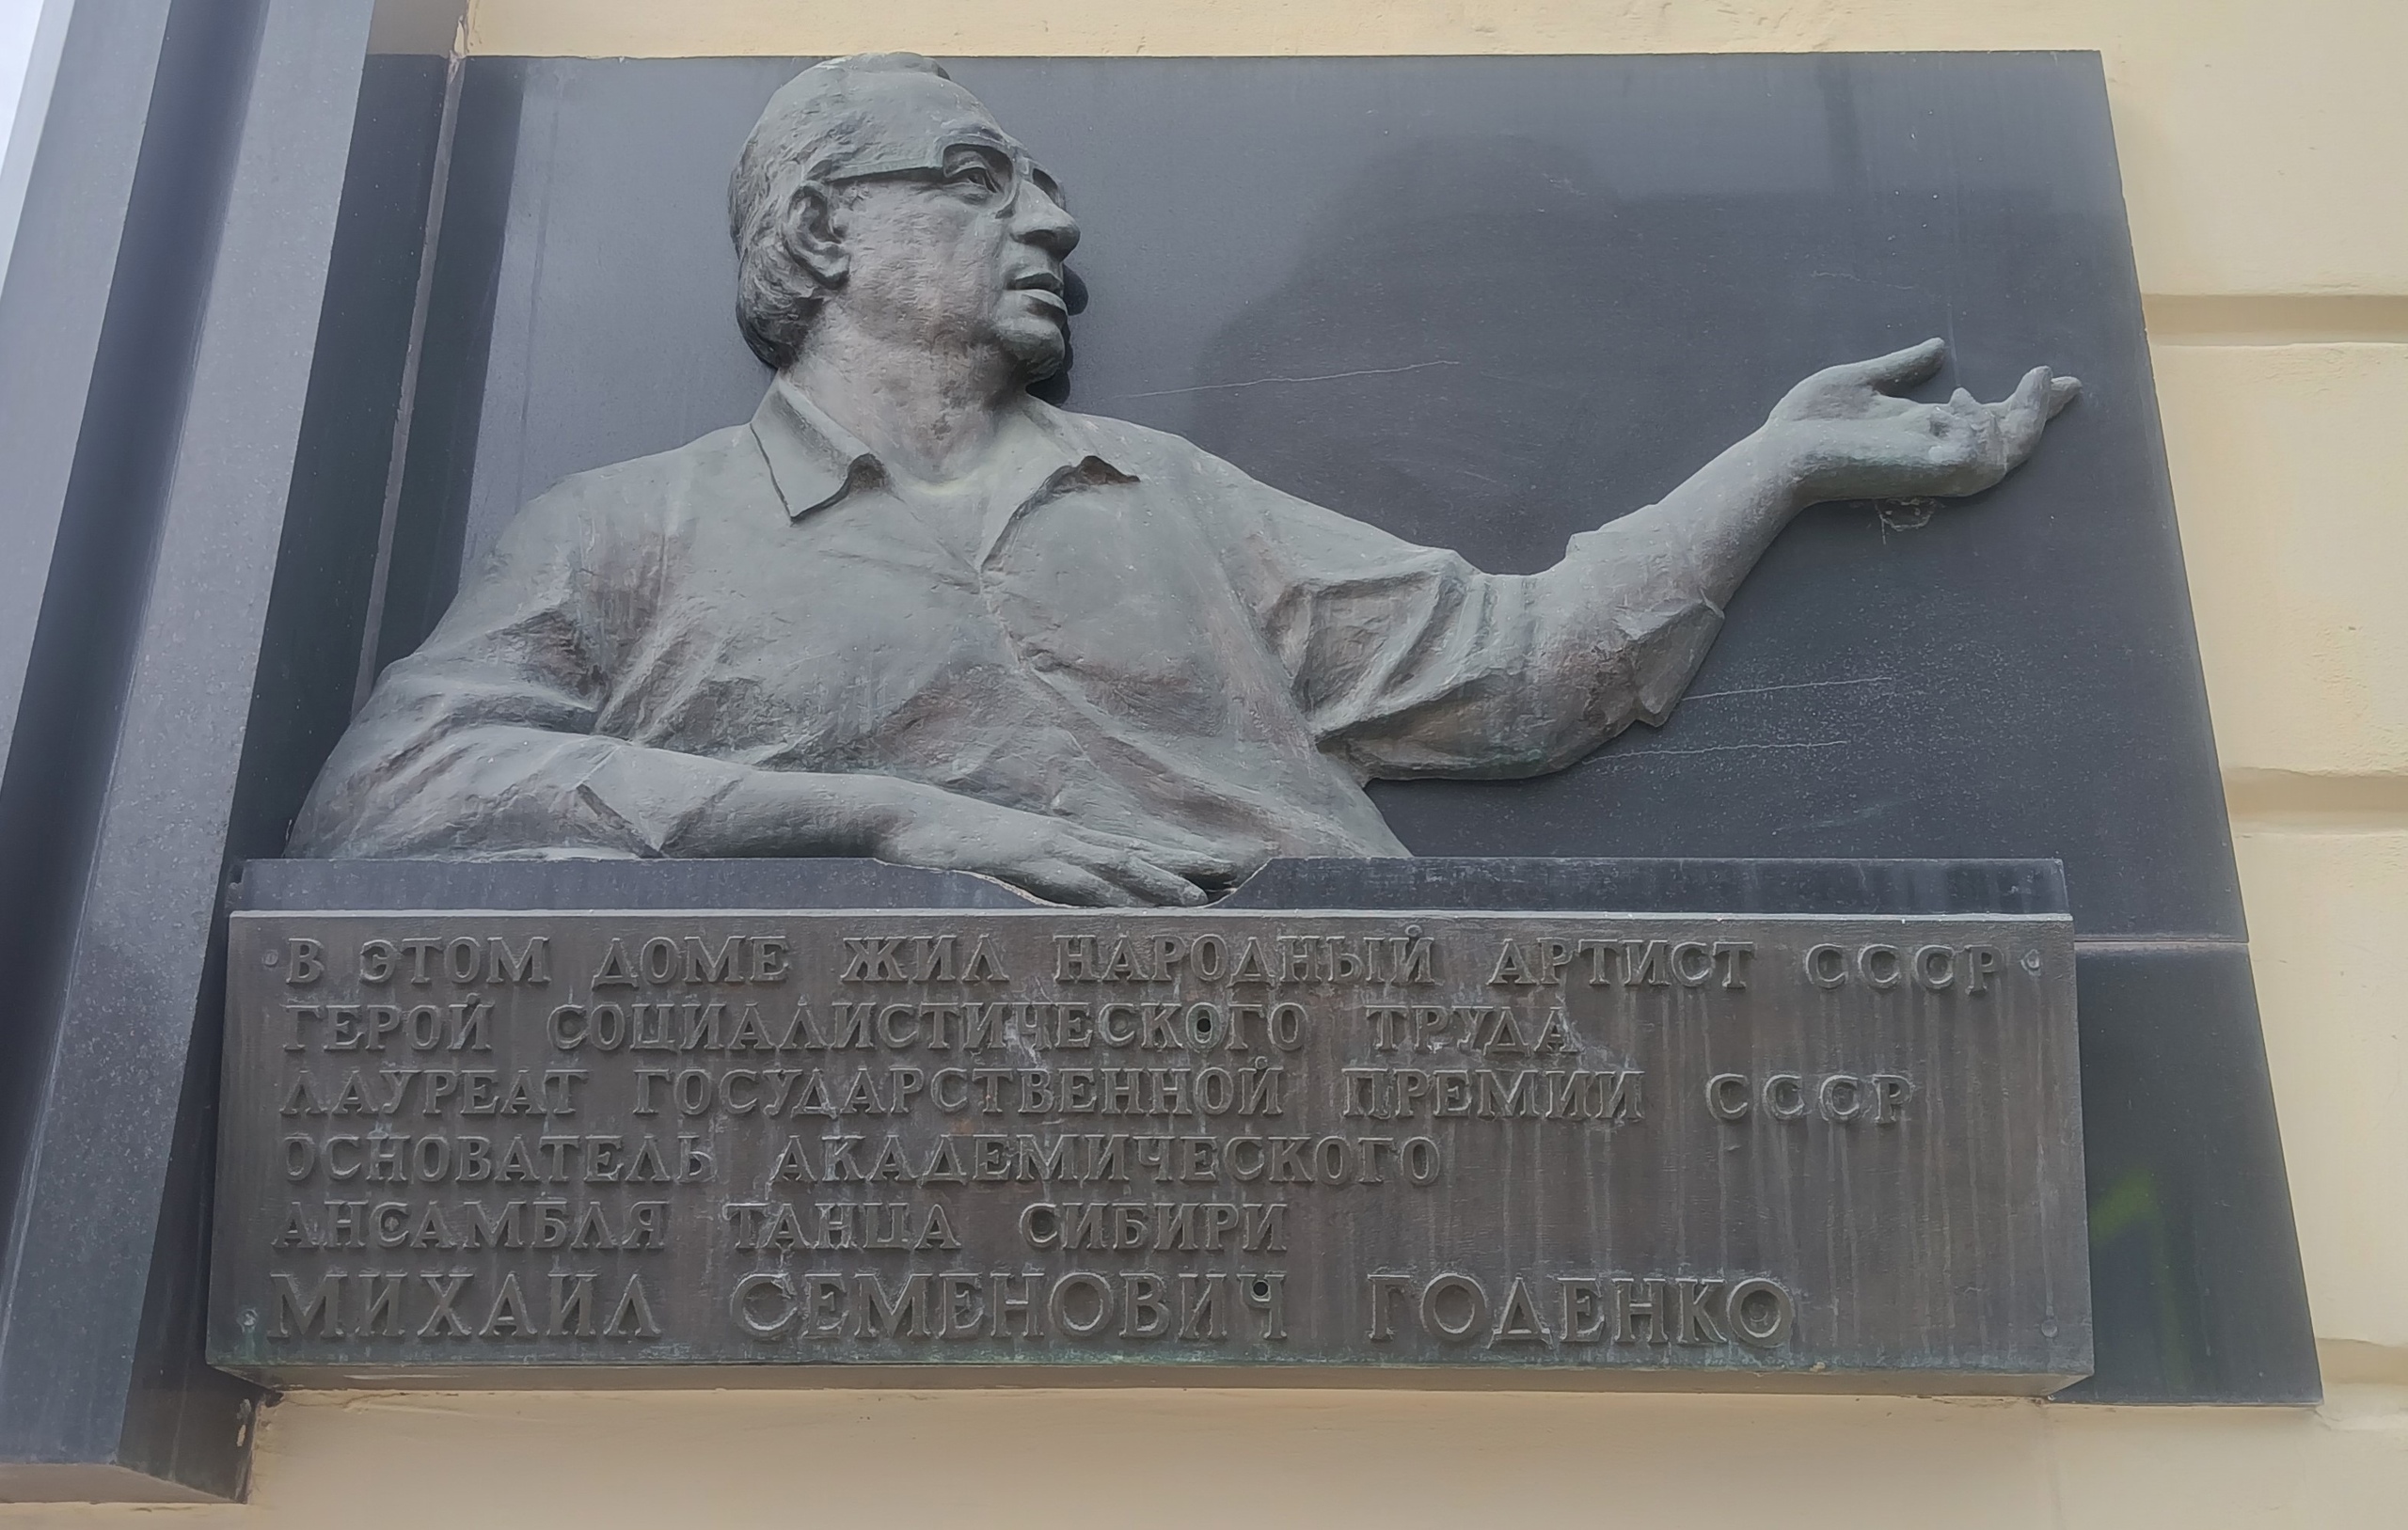 В ЭТОМ ДОМЕ ЖИЛ НАРОДНЫЙ АРТИСТ СССР
ГЕРОЙ СОЦИАЛИСТИЧЕСКОГО ТРУДА
ЛАУРЕАТ ГОСУДАРСТВЕННОЙ ПРЕМИИ СССР
ОСНОВАТЕЛЬ АКАДЕМИЧЕСКОГО
АНСАМБЛЯ ТАНЦА СИБИРИ
МИХАИЛ СЕМЕНОВИЧ ГОДЕНКО